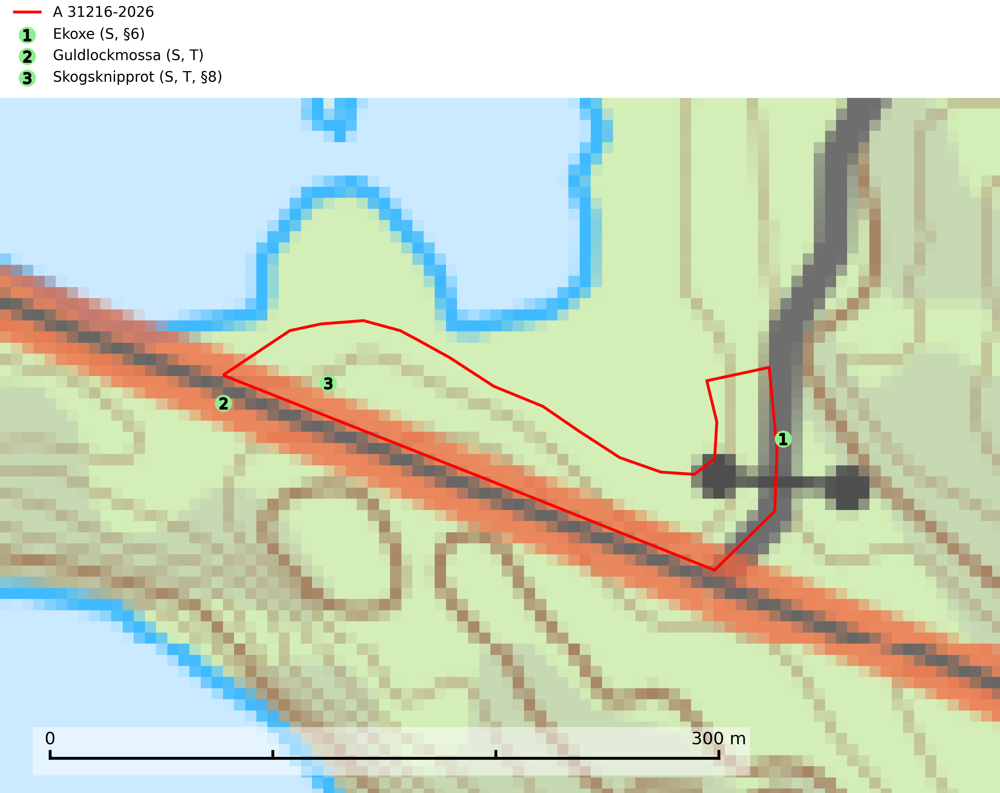 A 31216-2026
1 Ekoxe (S, §6)
2 Guldlockmossa (S, T)
3 Skogsknipprot (S, T, §8)
3
2
1
0 300 m